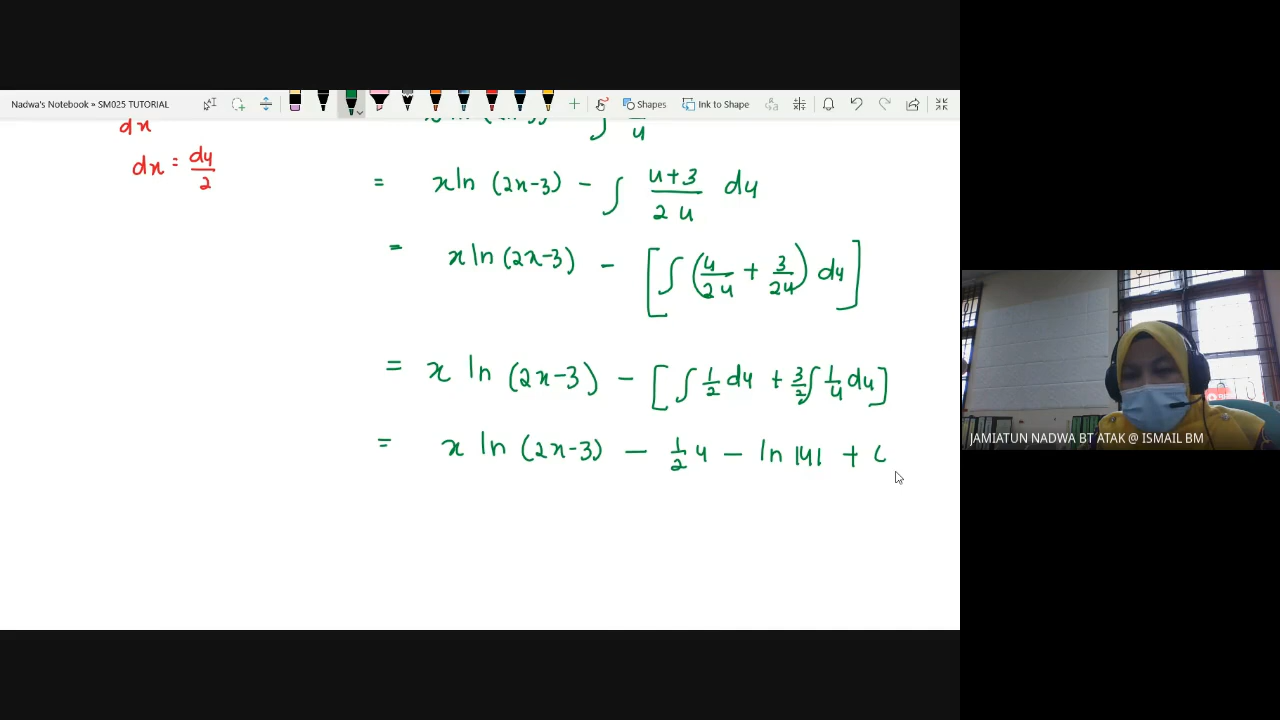 Nadwa's Notebook » SM025 TUTORIAL
Shapes
Ink to Shape
dx
dx = du/2
= x ln (2x-3) - ∫ (u+3)/(2u) du
= x ln (2x-3) - [∫ (u/2u + 3/2u) du]
= x ln (2x-3) - [∫ 1/2 du + 3/2 ∫ 1/u du]
= x ln (2x-3) - 1/2 u - ln |u| + C
JAMIATUN NADWA BT ATAK @ ISMAIL BM